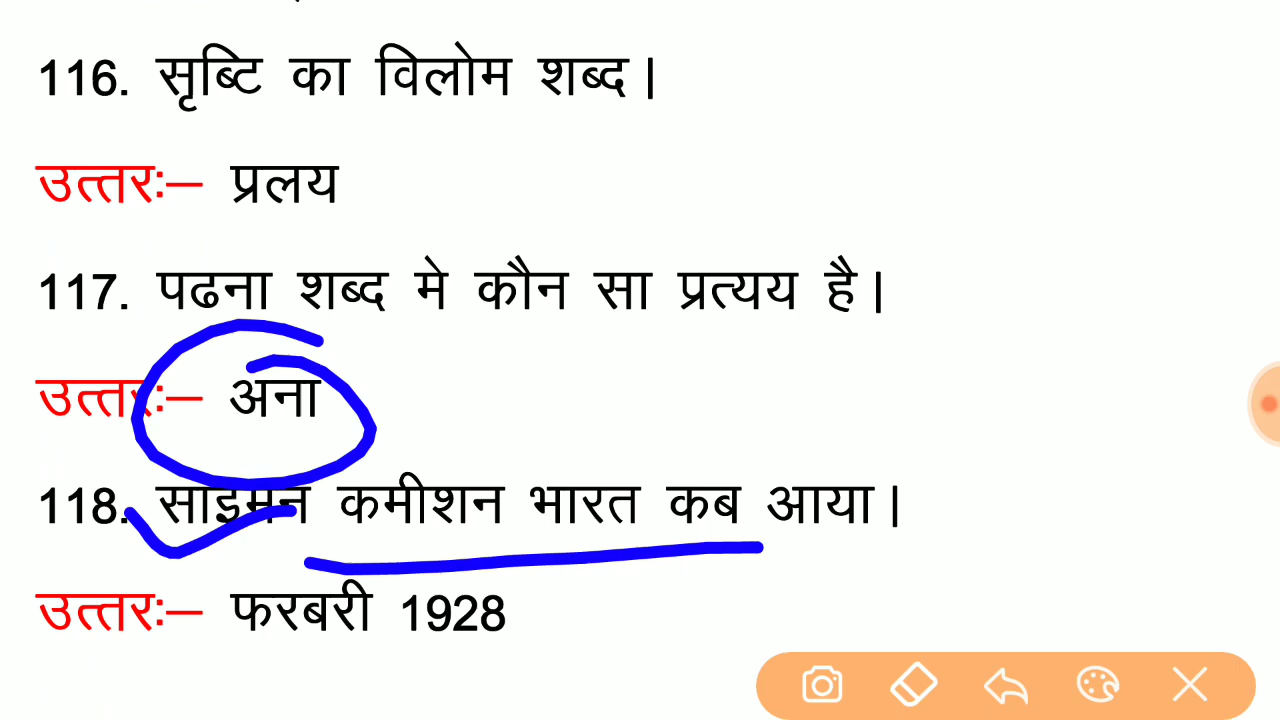 116. सृब्टि का विलोम शब्द।
उत्तरः– प्रलय
117. पढना शब्द मे कौन सा प्रत्यय है।
उत्तरः– अना
118. साइमन कमीशन भारत कब आया।
उत्तरः– फरबरी 1928